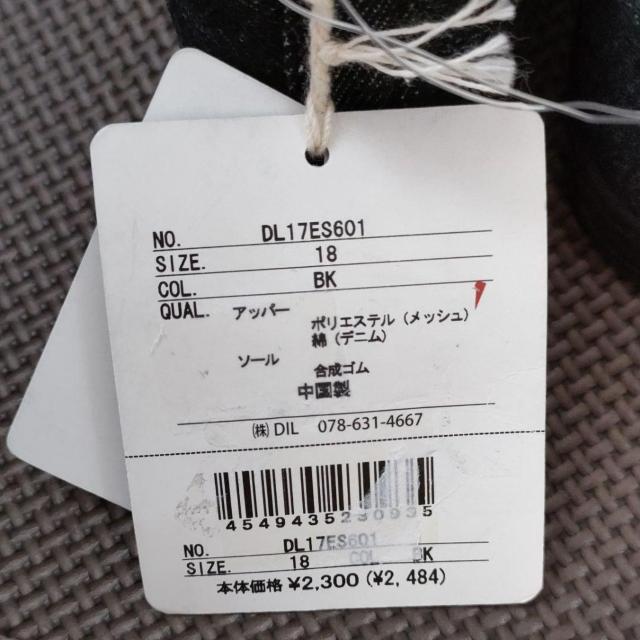 NO. DL17ES601
SIZE. 18
COL. BK
QUAL. アッパー ポリエステル（メッシュ）
綿（デニム）
ソール 合成ゴム
中国製
㈱ DIL 078-631-4667
4549435230935
NO. DL17ES601
SIZE. 18 COL BK
本体価格 ¥2,300 (¥2, 484)